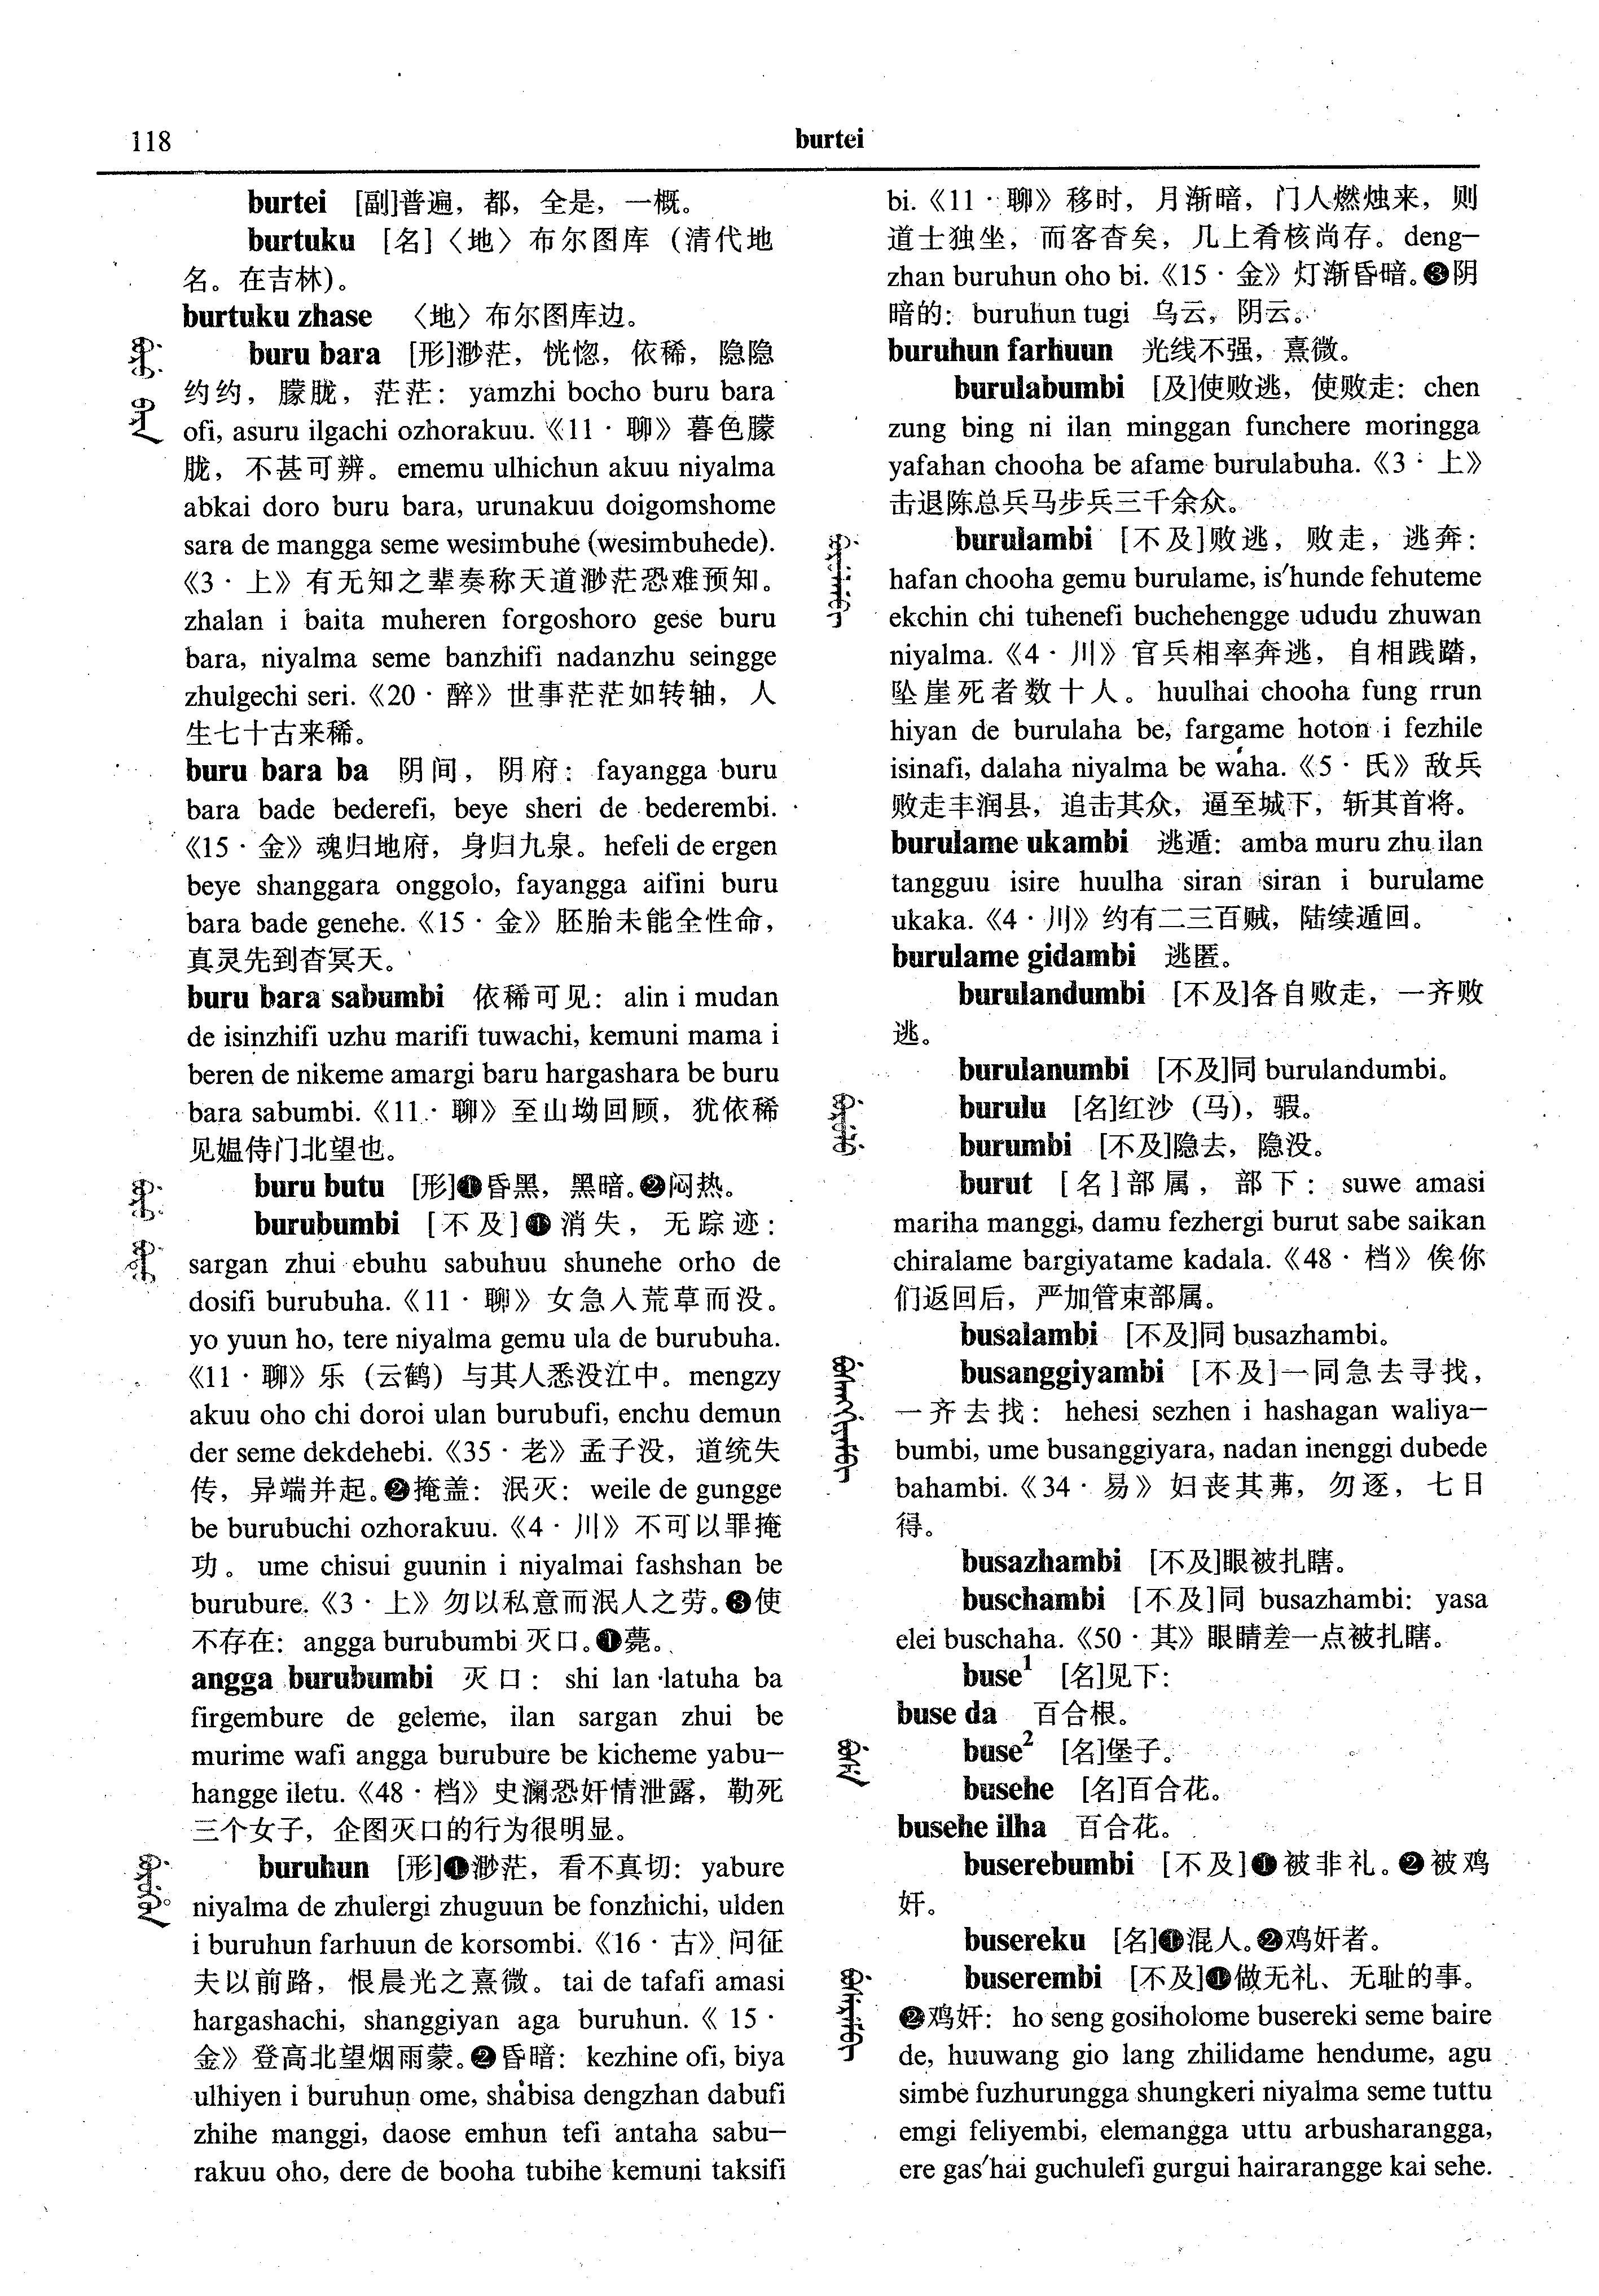 118
burtei
burtei [副]普遍，都，全是，一概。
burtuku [名]〈地〉布尔图库（清代地
名。在吉林）。
burtuku zhase 〈地〉布尔图库边。
buru bara [形]渺茫，恍惚，依稀，隐隐
约约，朦胧，茫茫：yamzhi bocho buru bara
ofi, asuru ilgachi ozhorakuu.《11·聊》暮色朦
胧，不甚可辨。ememu ulhichun akuu niyalma
abkai doro buru bara, urunakuu doigomshome
sara de mangga seme wesimbuhe (wesimbuhede).
《3·上》有无知之辈奏称天道渺茫恐难预知。
zhalan i baita muheren forgoshoro gese buru
bara, niyalma seme banzhifi nadanzhu seingge
zhulgechi seri.《20·醉》世事茫茫如转轴，人
生七十古来稀。
buru bara ba 阴间，阴府：fayangga buru
bara bade bederefi, beye sheri de bederembi.
《15·金》魂归地府，身归九泉。hefeli de ergen
beye shanggara onggolo, fayangga aifini buru
bara bade genehe.《15·金》胚胎未能全性命，
真灵先到杳冥天。
buru bara sabumbi 依稀可见：alin i mudan
de isinzhifi uzhu marifi tuwachi, kemuni mama i
beren de nikeme amargi baru hargashara be buru
bara sabumbi.《11·聊》至山坳回顾，犹依稀
见媪侍门北望也。
buru butu [形]❶昏黑，黑暗。❷闷热。
burubumbi [不及]❶消失，无踪迹：
sargan zhui ebuhu sabuhuu shunehe orho de
dosifi burubuha.《11·聊》女急入荒草而没。
yo yuun ho, tere niyalma gemu ula de burubuha.
《11·聊》乐（云鹤）与其人悉没江中。mengzy
akuu oho chi doroi ulan burubufi, enchu demun
der seme dekdehebi.《35·老》孟子没，道统失
传，异端并起。❷掩盖：泯灭：weile de gungge
be burubuchi ozhorakuu.《4·川》不可以罪掩
功。ume chisui guunin i niyalmai fashshan be
burubure.《3·上》勿以私意而泯人之劳。❸使
不存在：angga burubumbi 灭口。❶薨。
angga burubumbi 灭口：shi lan latuha ba
firgembure de geleme, ilan sargan zhui be
murime wafi angga burubure be kicheme yabu–
hangge iletu.《48·档》史澜恐奸情泄露，勒死
三个女子，企图灭口的行为很明显。
buruhun [形]❶渺茫，看不真切：yabure
niyalma de zhulergi zhuguun be fonzhichi, ulden
i buruhun farhuun de korsombi.《16·古》问征
夫以前路，恨晨光之熹微。tai de tafafi amasi
hargashachi, shanggiyan aga buruhun.《15·
金》登高北望烟雨蒙。❷昏暗：kezhine ofi, biya
ulhiyen i buruhun ome, shabisa dengzhan dabufi
zhihe manggi, daose emhun tefi antaha sabu–
rakuu oho, dere de booha tubihe kemuni taksifi
bi.《11·聊》移时，月渐暗，门人燃烛来，则
道士独坐，而客杳矣，几上肴核尚存。deng–
zhan buruhun oho bi.《15·金》灯渐昏暗。❸阴
暗的：buruhun tugi 乌云，阴云。
buruhun farhuun 光线不强，熹微。
burulabumbi [及]使败逃，使败走：chen
zung bing ni ilan minggan funchere moringga
yafahan chooha be afame burulabuha.《3·上》
击退陈总兵马步兵三千余众。
burulambi [不及]败逃，败走，逃奔：
hafan chooha gemu burulame, is′hunde fehuteme
ekchin chi tuhenefi buchehengge ududu zhuwan
niyalma.《4·川》官兵相率奔逃，自相践踏，
坠崖死者数十人。huulhai chooha fung rrun
hiyan de burulaha be, fargame hoton i fezhile
isinafi, dalaha niyalma be waha.《5·氏》敌兵
败走丰润县，追击其众，逼至城下，斩其首将。
burulame ukambi 逃遁：amba muru zhu ilan
tangguu isire huulha siran siran i burulame
ukaka.《4·川》约有二三百贼，陆续遁回。
burulame gidambi 逃匿。
burulandumbi [不及]各自败走，一齐败
逃。
burulanumbi [不及]同 burulandumbi。
burulu [名]红沙（马），騢。
burumbi [不及]隐去，隐没。
burut [名]部属，部下：suwe amasi
mariha manggi, damu fezhergi burut sabe saikan
chiralame bargiyatame kadala.《48·档》俟你
们返回后，严加管束部属。
busalambi [不及]同 busazhambi。
busanggiyambi [不及]一同急去寻找，
一齐去找：hehesi sezhen i hashagan waliya–
bumbi, ume busanggiyara, nadan inenggi dubede
bahambi.《34·易》妇丧其茀，勿逐，七日
得。
busazhambi [不及]眼被扎瞎。
buschambi [不及]同 busazhambi：yasa
elei buschaha.《50·其》眼睛差一点被扎瞎。
buse¹ [名]见下：
buse da 百合根。
buse² [名]堡子。
busehe [名]百合花。
busehe ilha 百合花。
buserebumbi [不及]❶被非礼。❷被鸡
奸。
busereku [名]❶混人。❷鸡奸者。
buserembi [不及]❶做无礼、无耻的事。
❷鸡奸：ho seng gosiholome busereki seme baire
de, huuwang gio lang zhilidame hendume, agu
simbe fuzhurungga shungkeri niyalma seme tuttu
emgi feliyembi, elemangga uttu arbusharangga,
ere gas′hai guchulefi gurgui hairarangge kai sehe.